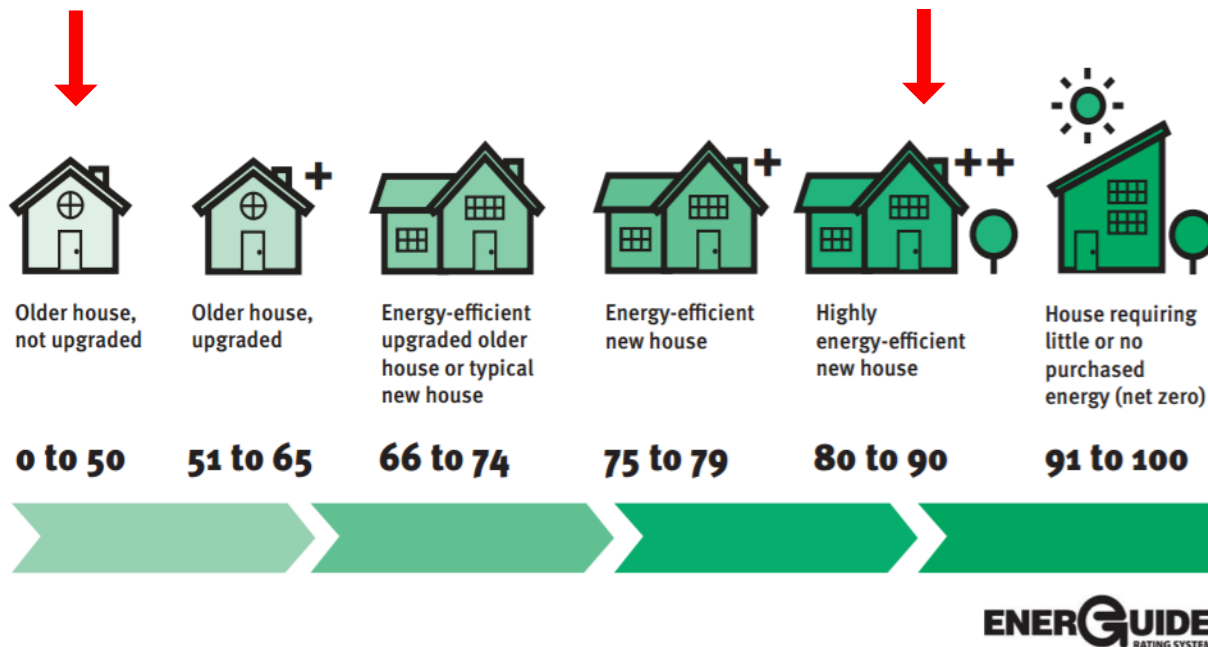 Older house,
not upgraded
Older house,
upgraded
Energy-efficient
upgraded older
house or typical
new house
Energy-efficient
new house
Highly
energy-efficient
new house
House requiring
little or no
purchased
energy (net zero)
0 to 50
51 to 65
66 to 74
75 to 79
80 to 90
91 to 100
ENERGUIDE
RATING SYSTEM